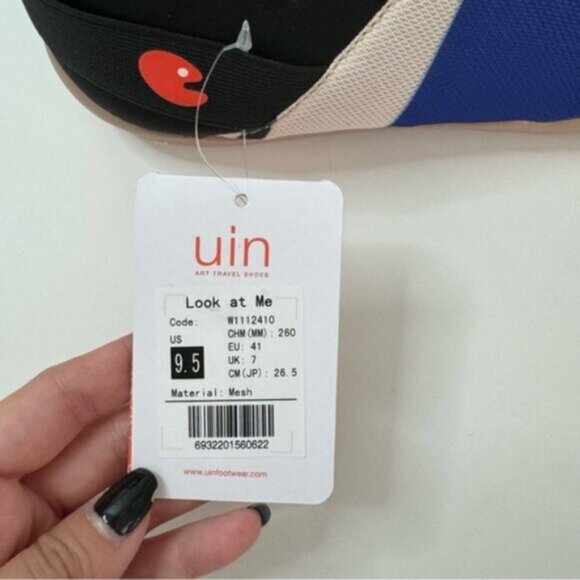 uin
ART TRAVEL SHOES
Look at Me
Code: W1112410
US CHM(MM): 260
9.5 EU: 41
UK: 7
CM(JP): 26.5
Material: Mesh
6932201560622
www.uinfootwear.com